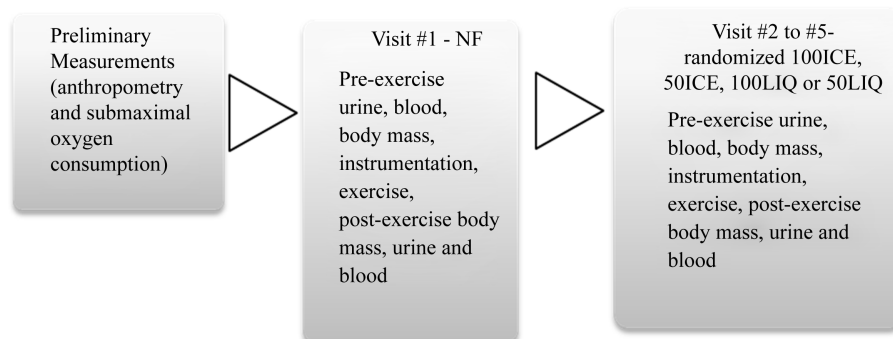 Preliminary
Measurements
(anthropometry
and submaximal
oxygen
consumption)
Visit #1 - NF
Pre-exercise
urine, blood,
body mass,
instrumentation,
exercise,
post-exercise body
mass, urine and
blood
Visit #2 to #5-
randomized 100ICE,
50ICE, 100LIQ or 50LIQ
Pre-exercise urine,
blood, body mass,
instrumentation,
exercise, post-exercise
body mass, urine and
blood